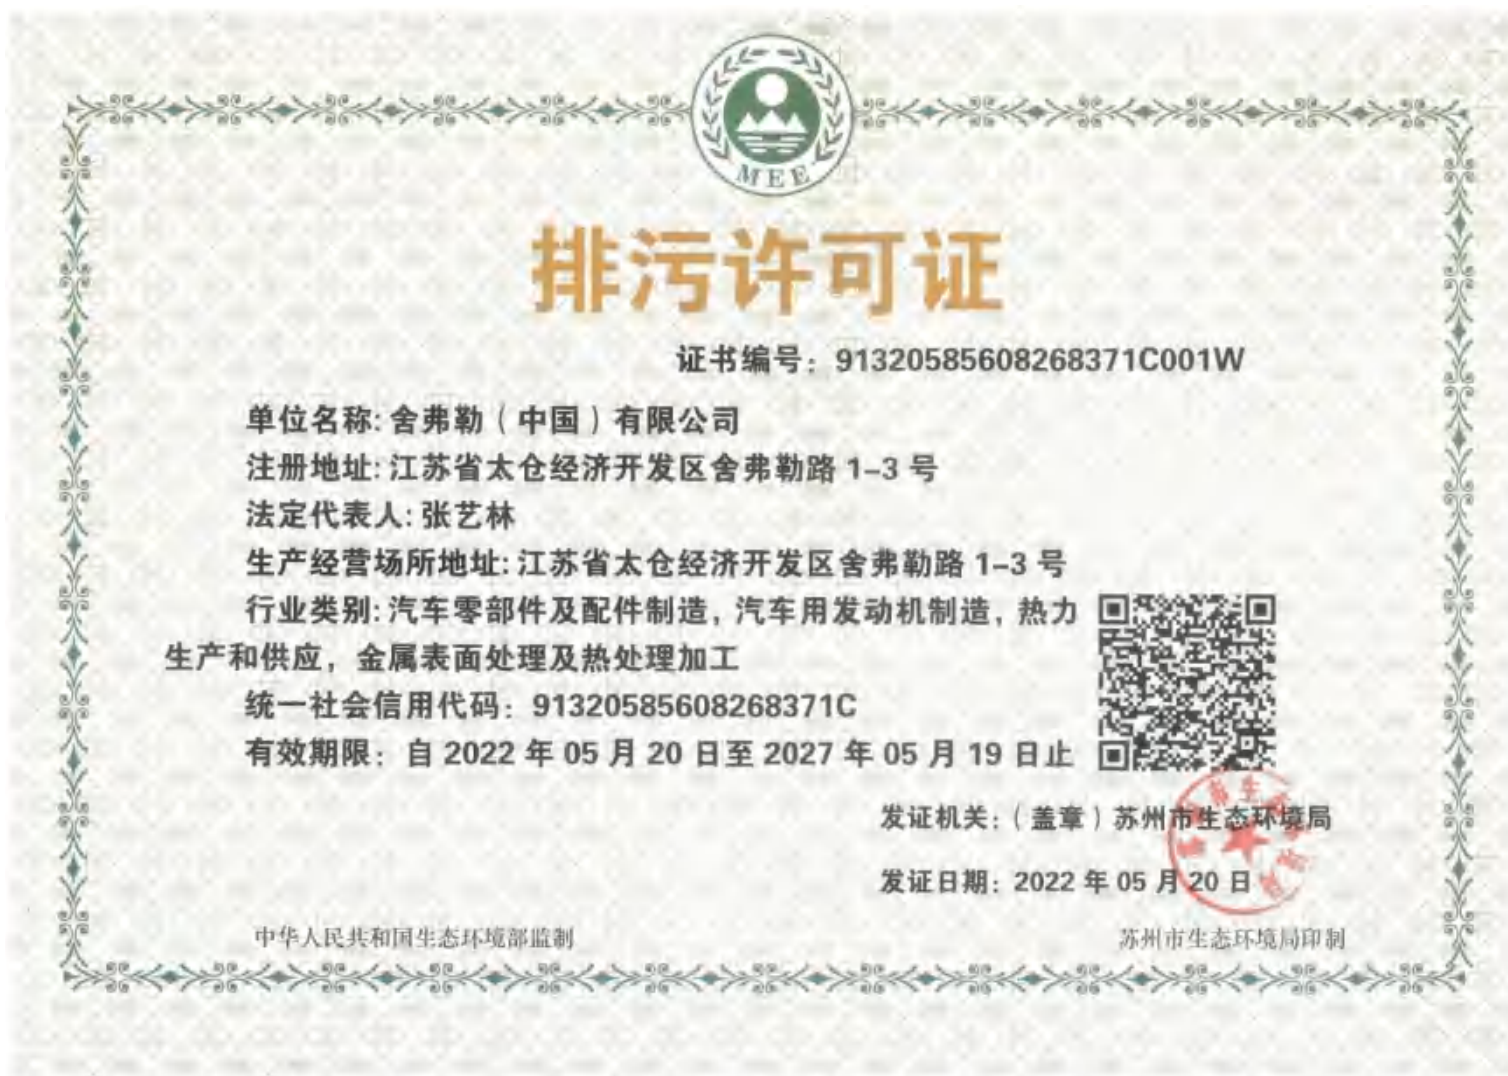 MEE
排污许可证
证书编号：91320585608268371C001W
单位名称:舍弗勒（中国）有限公司
注册地址:江苏省太仓经济开发区舍弗勒路 1-3 号
法定代表人:张艺林
生产经营场所地址:江苏省太仓经济开发区舍弗勒路 1-3 号
行业类别:汽车零部件及配件制造，汽车用发动机制造，热力
生产和供应，金属表面处理及热处理加工
统一社会信用代码：91320585608268371C
有效期限：自 2022 年 05 月 20 日至 2027 年 05 月 19 日止
发证机关：（盖章）苏州市生态环境局
发证日期：2022 年 05 月 20 日
中华人民共和国生态环境部监制
苏州市生态环境局印制